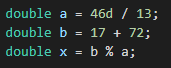 double a = 46d / 13;
double b = 17 + 72;
double x = b % a;